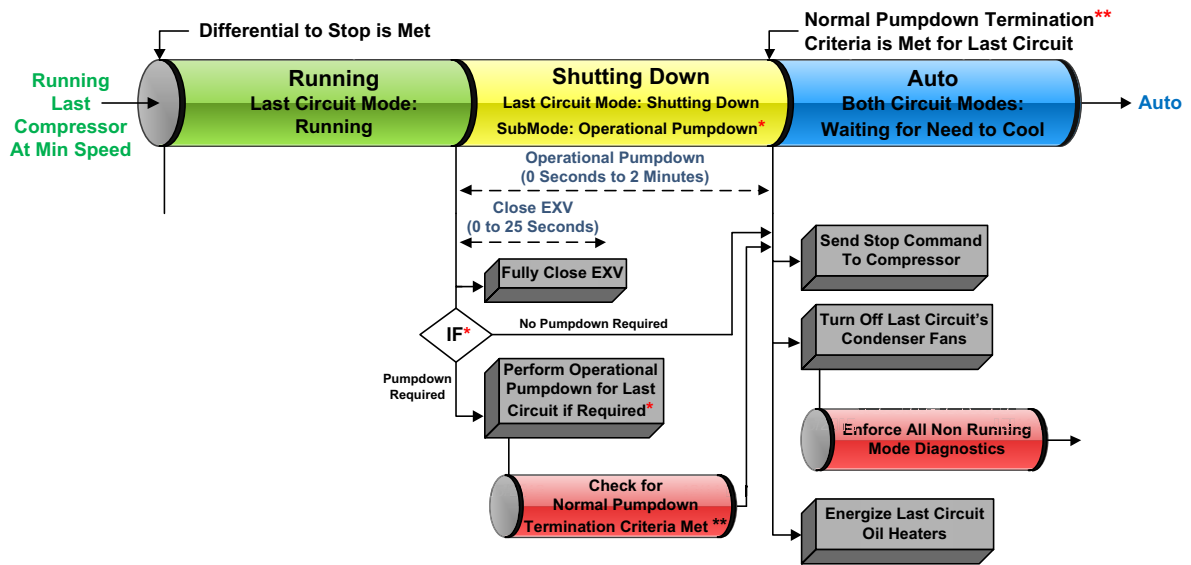 Differential to Stop is Met
Normal Pumpdown Termination**
Criteria is Met for Last Circuit
Running
Last
Compressor
At Min Speed
Running
Last Circuit Mode:
Running
Shutting Down
Last Circuit Mode: Shutting Down
SubMode: Operational Pumpdown*
Auto
Both Circuit Modes:
Waiting for Need to Cool
Auto
Operational Pumpdown
(0 Seconds to 2 Minutes)
Close EXV
(0 to 25 Seconds)
Fully Close EXV
IF*
No Pumpdown Required
Pumpdown
Required
Perform Operational
Pumpdown for Last
Circuit if Required*
Check for
Normal Pumpdown
Termination Criteria Met **
Send Stop Command
To Compressor
Turn Off Last Circuit's
Condenser Fans
Enforce All Non Running
Mode Diagnostics
Energize Last Circuit
Oil Heaters